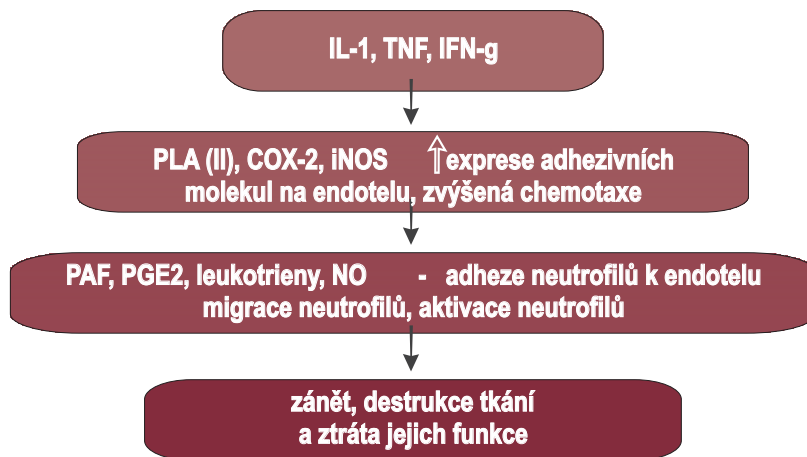 IL-1, TNF, IFN-g
PLA (II), COX-2, iNOS ⇧exprese adhezivních
molekul na endotelu, zvýšená chemotaxe
PAF, PGE2, leukotrieny, NO - adheze neutrofilů k endotelu
migrace neutrofilů, aktivace neutrofilů
zánět, destrukce tkání
a ztráta jejich funkce